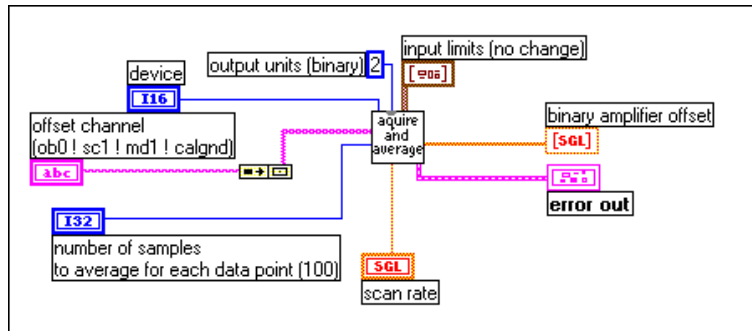 input limits (no change)
output units (binary) 2
device
I16
offset channel
(ob0 ! sc1 ! md1 ! calgnd)
abc
aquire
and
average
binary amplifier offset
[SGL]
error out
I32
number of samples
to average for each data point (100)
SGL
scan rate